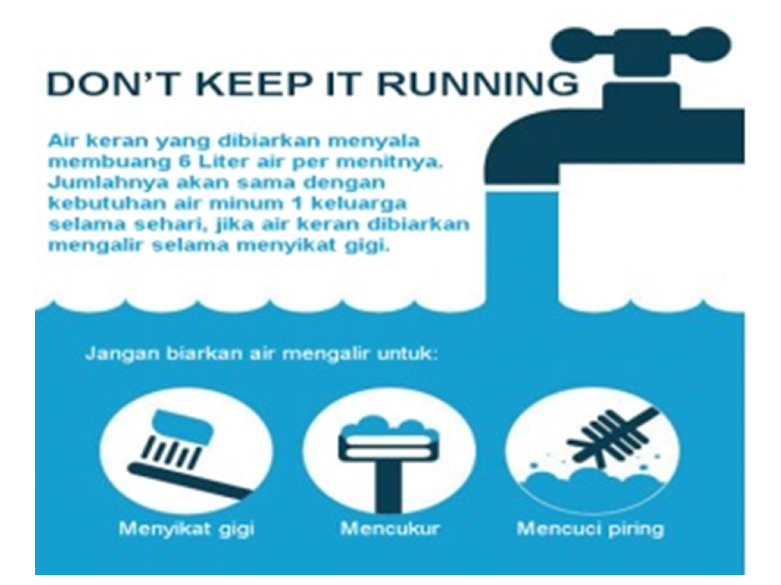 DON'T KEEP IT RUNNING
Air keran yang dibiarkan menyala
membuang 6 Liter air per menitnya.
Jumlahnya akan sama dengan
kebutuhan air minum 1 keluarga
selama sehari, jika air keran dibiarkan
mengalir selama menyikat gigi.
Jangan biarkan air mengalir untuk:
Menyikat gigi
Mencukur
Mencuci piring